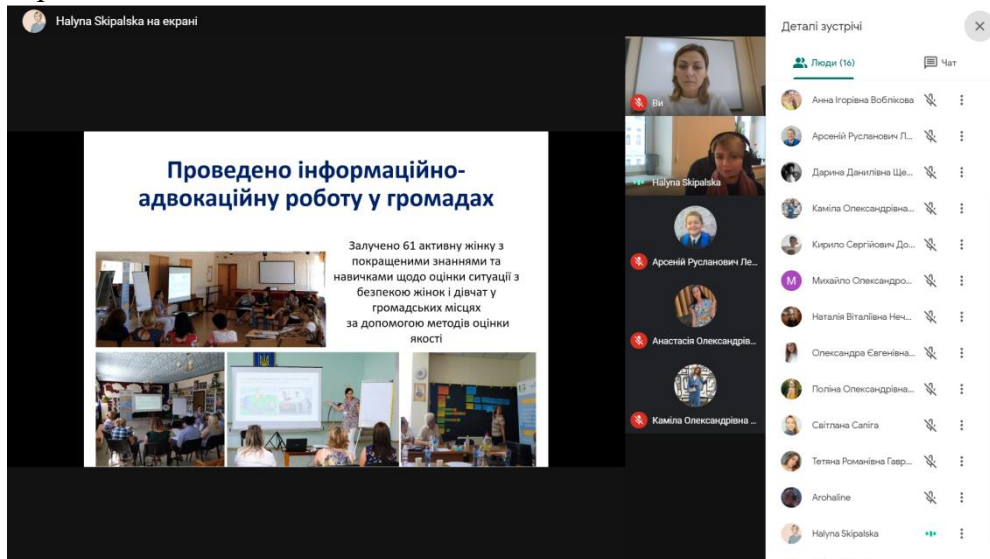 Halyna Skipalska на екрані
Проведено інформаційно-
адвокаційну роботу у громадах
Залучено 61 активну жінку з
покращеними знаннями та
навичками щодо оцінки ситуації з
безпекою жінок і дівчат у
громадських місцях
за допомогою методів оцінки
якості
Ви
Halyna Skipalska
Арсеній Русланович Ле...
Анастасія Олександрів...
Каміла Олександрівна ...
Деталі зустрічі
Люди (16)
Чат
Анна Ігорівна Воблікова
Арсеній Русланович Л...
Дарина Данилівна Ще...
Каміла Олександрівна...
Кирило Сергійович До...
М
Михайло Олександро...
Наталія Віталіївна Неч...
Олександра Євгенівна...
Поліна Олександрівна...
Світлана Сапіга
Тетяна Романівна Гавр...
Arohaline
Halyna Skipalska